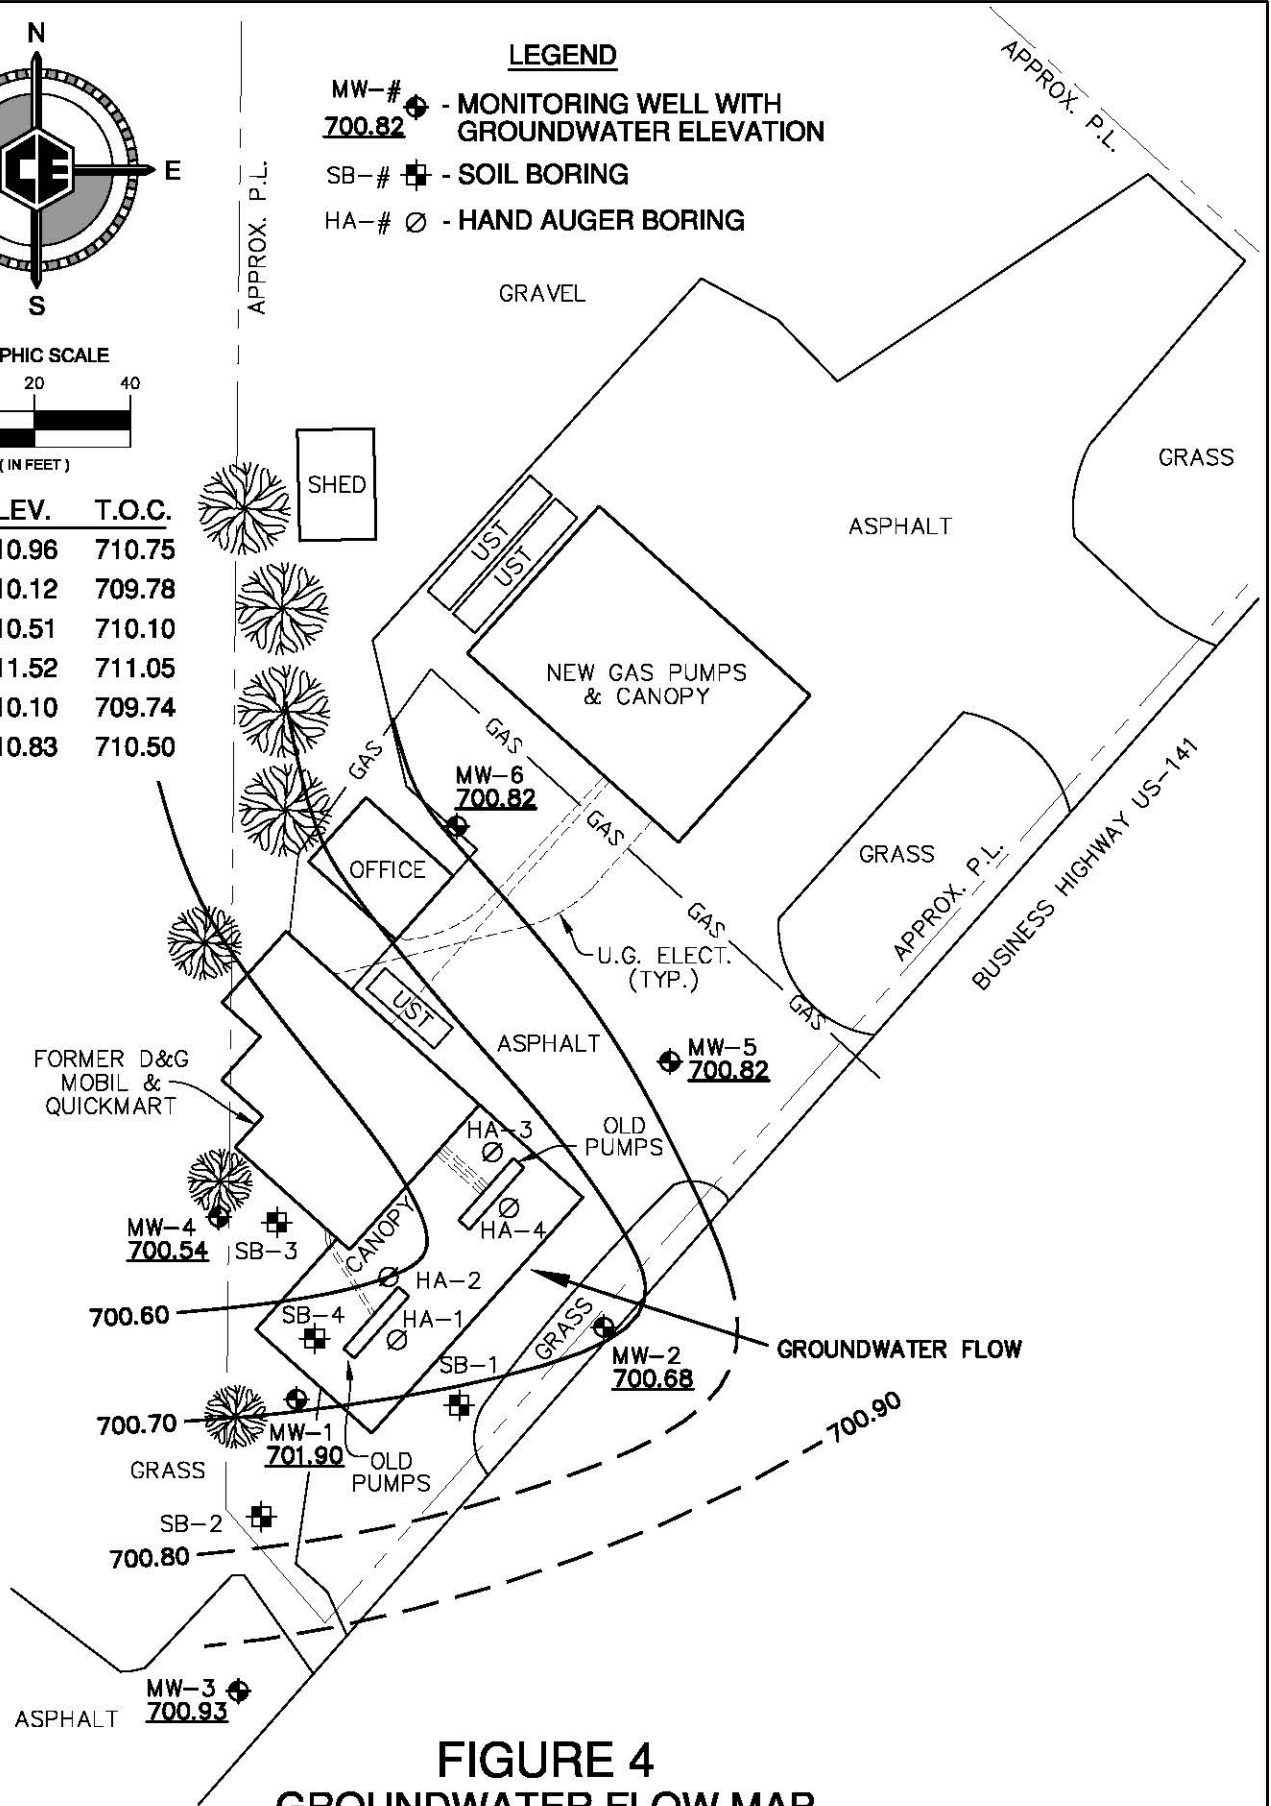 N
E
S
CE
PHIC SCALE
20 40
( IN FEET )
LEV. T.O.C.
10.96 710.75
10.12 709.78
10.51 710.10
11.52 711.05
10.10 709.74
10.83 710.50
LEGEND
MW-# - MONITORING WELL WITH
700.82 GROUNDWATER ELEVATION
SB-# - SOIL BORING
HA-# - HAND AUGER BORING
APPROX. P.L.
APPROX. P.L.
GRAVEL
GRASS
SHED
ASPHALT
UST
UST
NEW GAS PUMPS
& CANOPY
GAS
GAS
MW-6
700.82
GAS
OFFICE
GRASS
APPROX. P.L.
BUSINESS HIGHWAY US-141
GAS
U.G. ELECT.
(TYP.)
GAS
UST
ASPHALT
MW-5
700.82
FORMER D&G
MOBIL &
QUICKMART
HA-3
OLD
PUMPS
HA-4
MW-4
700.54
SB-3
CANOPY
HA-2
700.60
SB-4
HA-1
GRASS
GROUNDWATER FLOW
MW-2
700.68
SB-1
700.70
MW-1
701.90
OLD
PUMPS
700.90
GRASS
SB-2
700.80
MW-3
700.93
ASPHALT
FIGURE 4
GROUNDWATER FLOW MAP